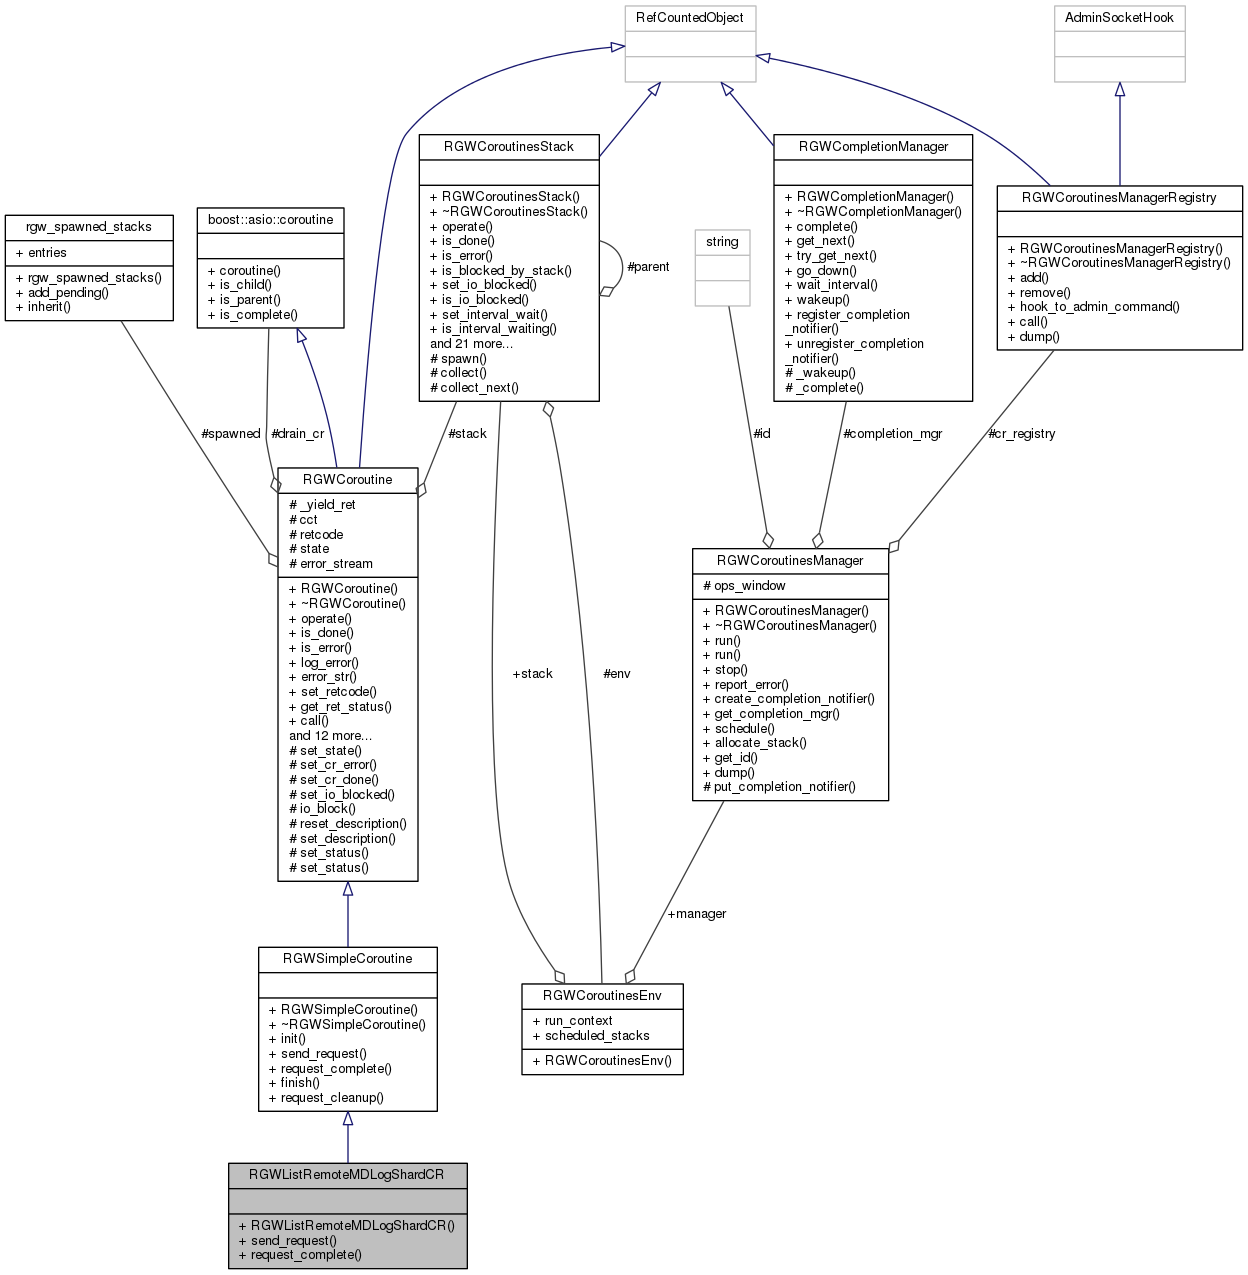 RefCountedObject
AdminSocketHook
RGWCoroutinesStack
+ RGWCoroutinesStack()
+ ~RGWCoroutinesStack()
+ operate()
+ is_done()
+ is_error()
+ is_blocked_by_stack()
+ set_io_blocked()
+ is_io_blocked()
+ set_interval_wait()
+ is_interval_waiting()
and 21 more...
# spawn()
# collect()
# collect_next()
#parent
RGWCompletionManager
+ RGWCompletionManager()
+ ~RGWCompletionManager()
+ complete()
+ get_next()
+ try_get_next()
+ go_down()
+ wait_interval()
+ wakeup()
+ register_completion
_notifier()
+ unregister_completion
_notifier()
# _wakeup()
# _complete()
RGWCoroutinesManagerRegistry
+ RGWCoroutinesManagerRegistry()
+ ~RGWCoroutinesManagerRegistry()
+ add()
+ remove()
+ hook_to_admin_command()
+ call()
+ dump()
rgw_spawned_stacks
+ entries
+ rgw_spawned_stacks()
+ add_pending()
+ inherit()
boost::asio::coroutine
+ coroutine()
+ is_child()
+ is_parent()
+ is_complete()
string
#spawned
#drain_cr
#stack
#id
#completion_mgr
#cr_registry
RGWCoroutine
# _yield_ret
# cct
# retcode
# state
# error_stream
+ RGWCoroutine()
+ ~RGWCoroutine()
+ operate()
+ is_done()
+ is_error()
+ log_error()
+ error_str()
+ set_retcode()
+ get_ret_status()
+ call()
and 12 more...
# set_state()
# set_cr_error()
# set_cr_done()
# set_io_blocked()
# io_block()
# reset_description()
# set_description()
# set_status()
# set_status()
RGWCoroutinesManager
# ops_window
+ RGWCoroutinesManager()
+ ~RGWCoroutinesManager()
+ run()
+ run()
+ stop()
+ report_error()
+ create_completion_notifier()
+ get_completion_mgr()
+ schedule()
+ allocate_stack()
+ get_id()
+ dump()
# put_completion_notifier()
+stack
#env
+manager
RGWSimpleCoroutine
+ RGWSimpleCoroutine()
+ ~RGWSimpleCoroutine()
+ init()
+ send_request()
+ request_complete()
+ finish()
+ request_cleanup()
RGWCoroutinesEnv
+ run_context
+ scheduled_stacks
+ RGWCoroutinesEnv()
RGWListRemoteMDLogShardCR
+ RGWListRemoteMDLogShardCR()
+ send_request()
+ request_complete()